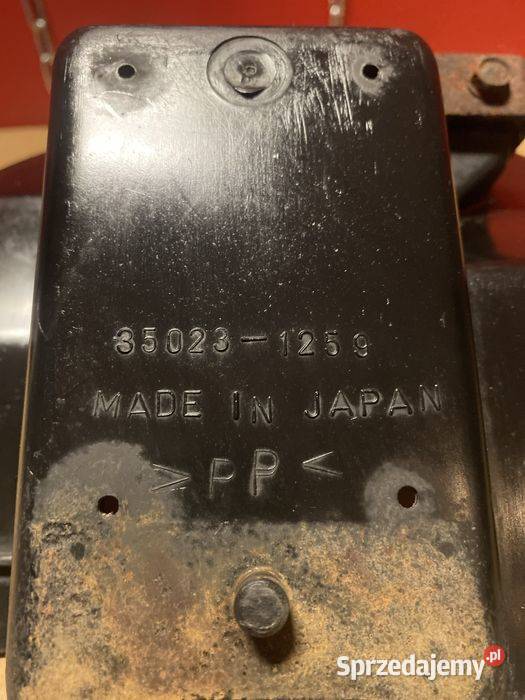 35023-1259
MADE IN JAPAN
>PP<
Sprzedajemy.pl